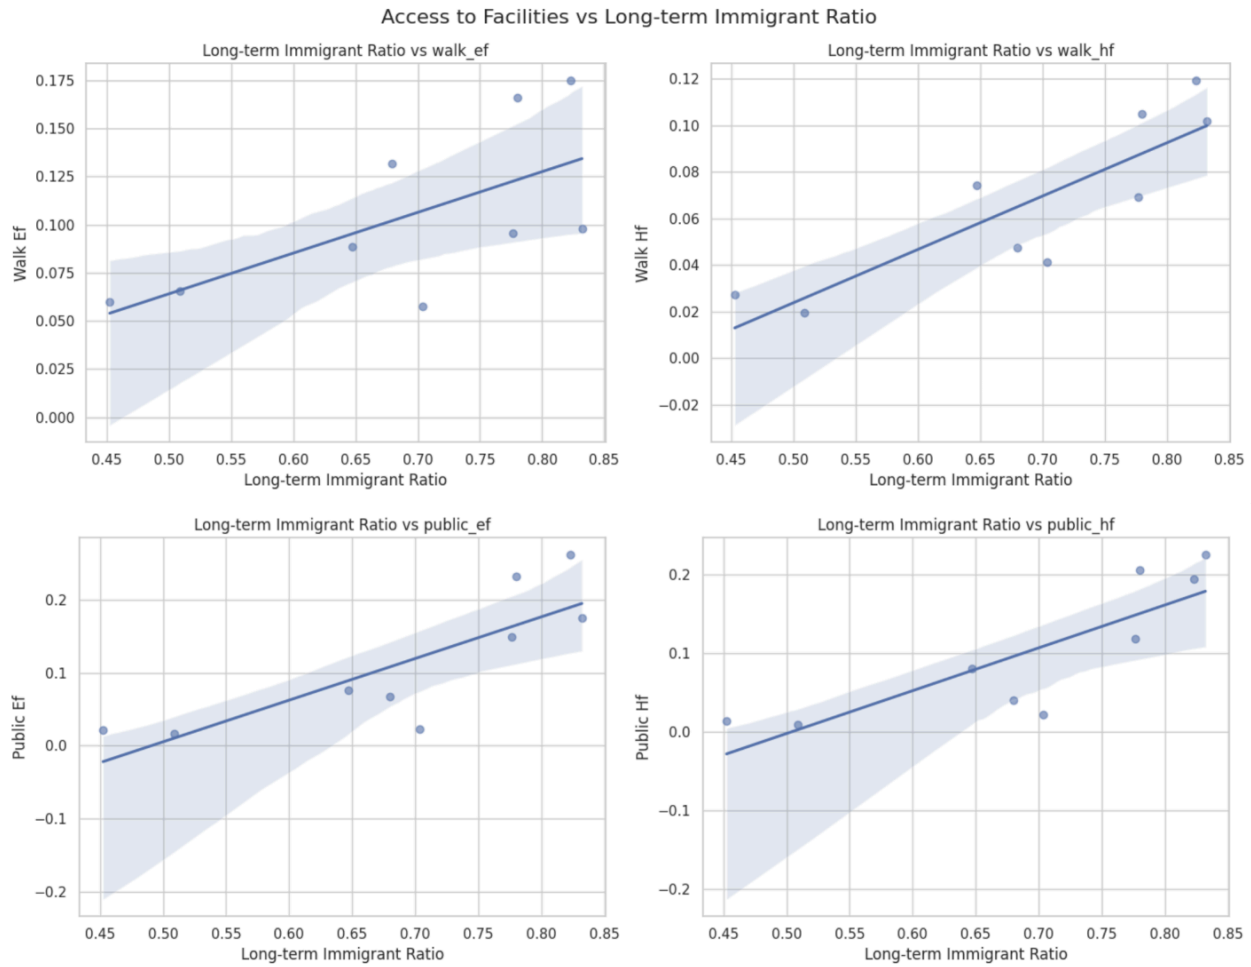 Access to Facilities vs Long-term Immigrant Ratio
Long-term Immigrant Ratio vs walk_ef
0.175
0.150
0.125
0.100
0.075
0.050
0.025
0.000
Walk Ef
0.45 0.50 0.55 0.60 0.65 0.70 0.75 0.80 0.85
Long-term Immigrant Ratio
Long-term Immigrant Ratio vs walk_hf
0.12
0.10
0.08
0.06
0.04
0.02
0.00
−0.02
Walk Hf
0.45 0.50 0.55 0.60 0.65 0.70 0.75 0.80 0.85
Long-term Immigrant Ratio
Long-term Immigrant Ratio vs public_ef
0.2
0.1
0.0
−0.1
−0.2
Public Ef
0.45 0.50 0.55 0.60 0.65 0.70 0.75 0.80 0.85
Long-term Immigrant Ratio
Long-term Immigrant Ratio vs public_hf
0.2
0.1
0.0
−0.1
−0.2
Public Hf
0.45 0.50 0.55 0.60 0.65 0.70 0.75 0.80 0.85
Long-term Immigrant Ratio